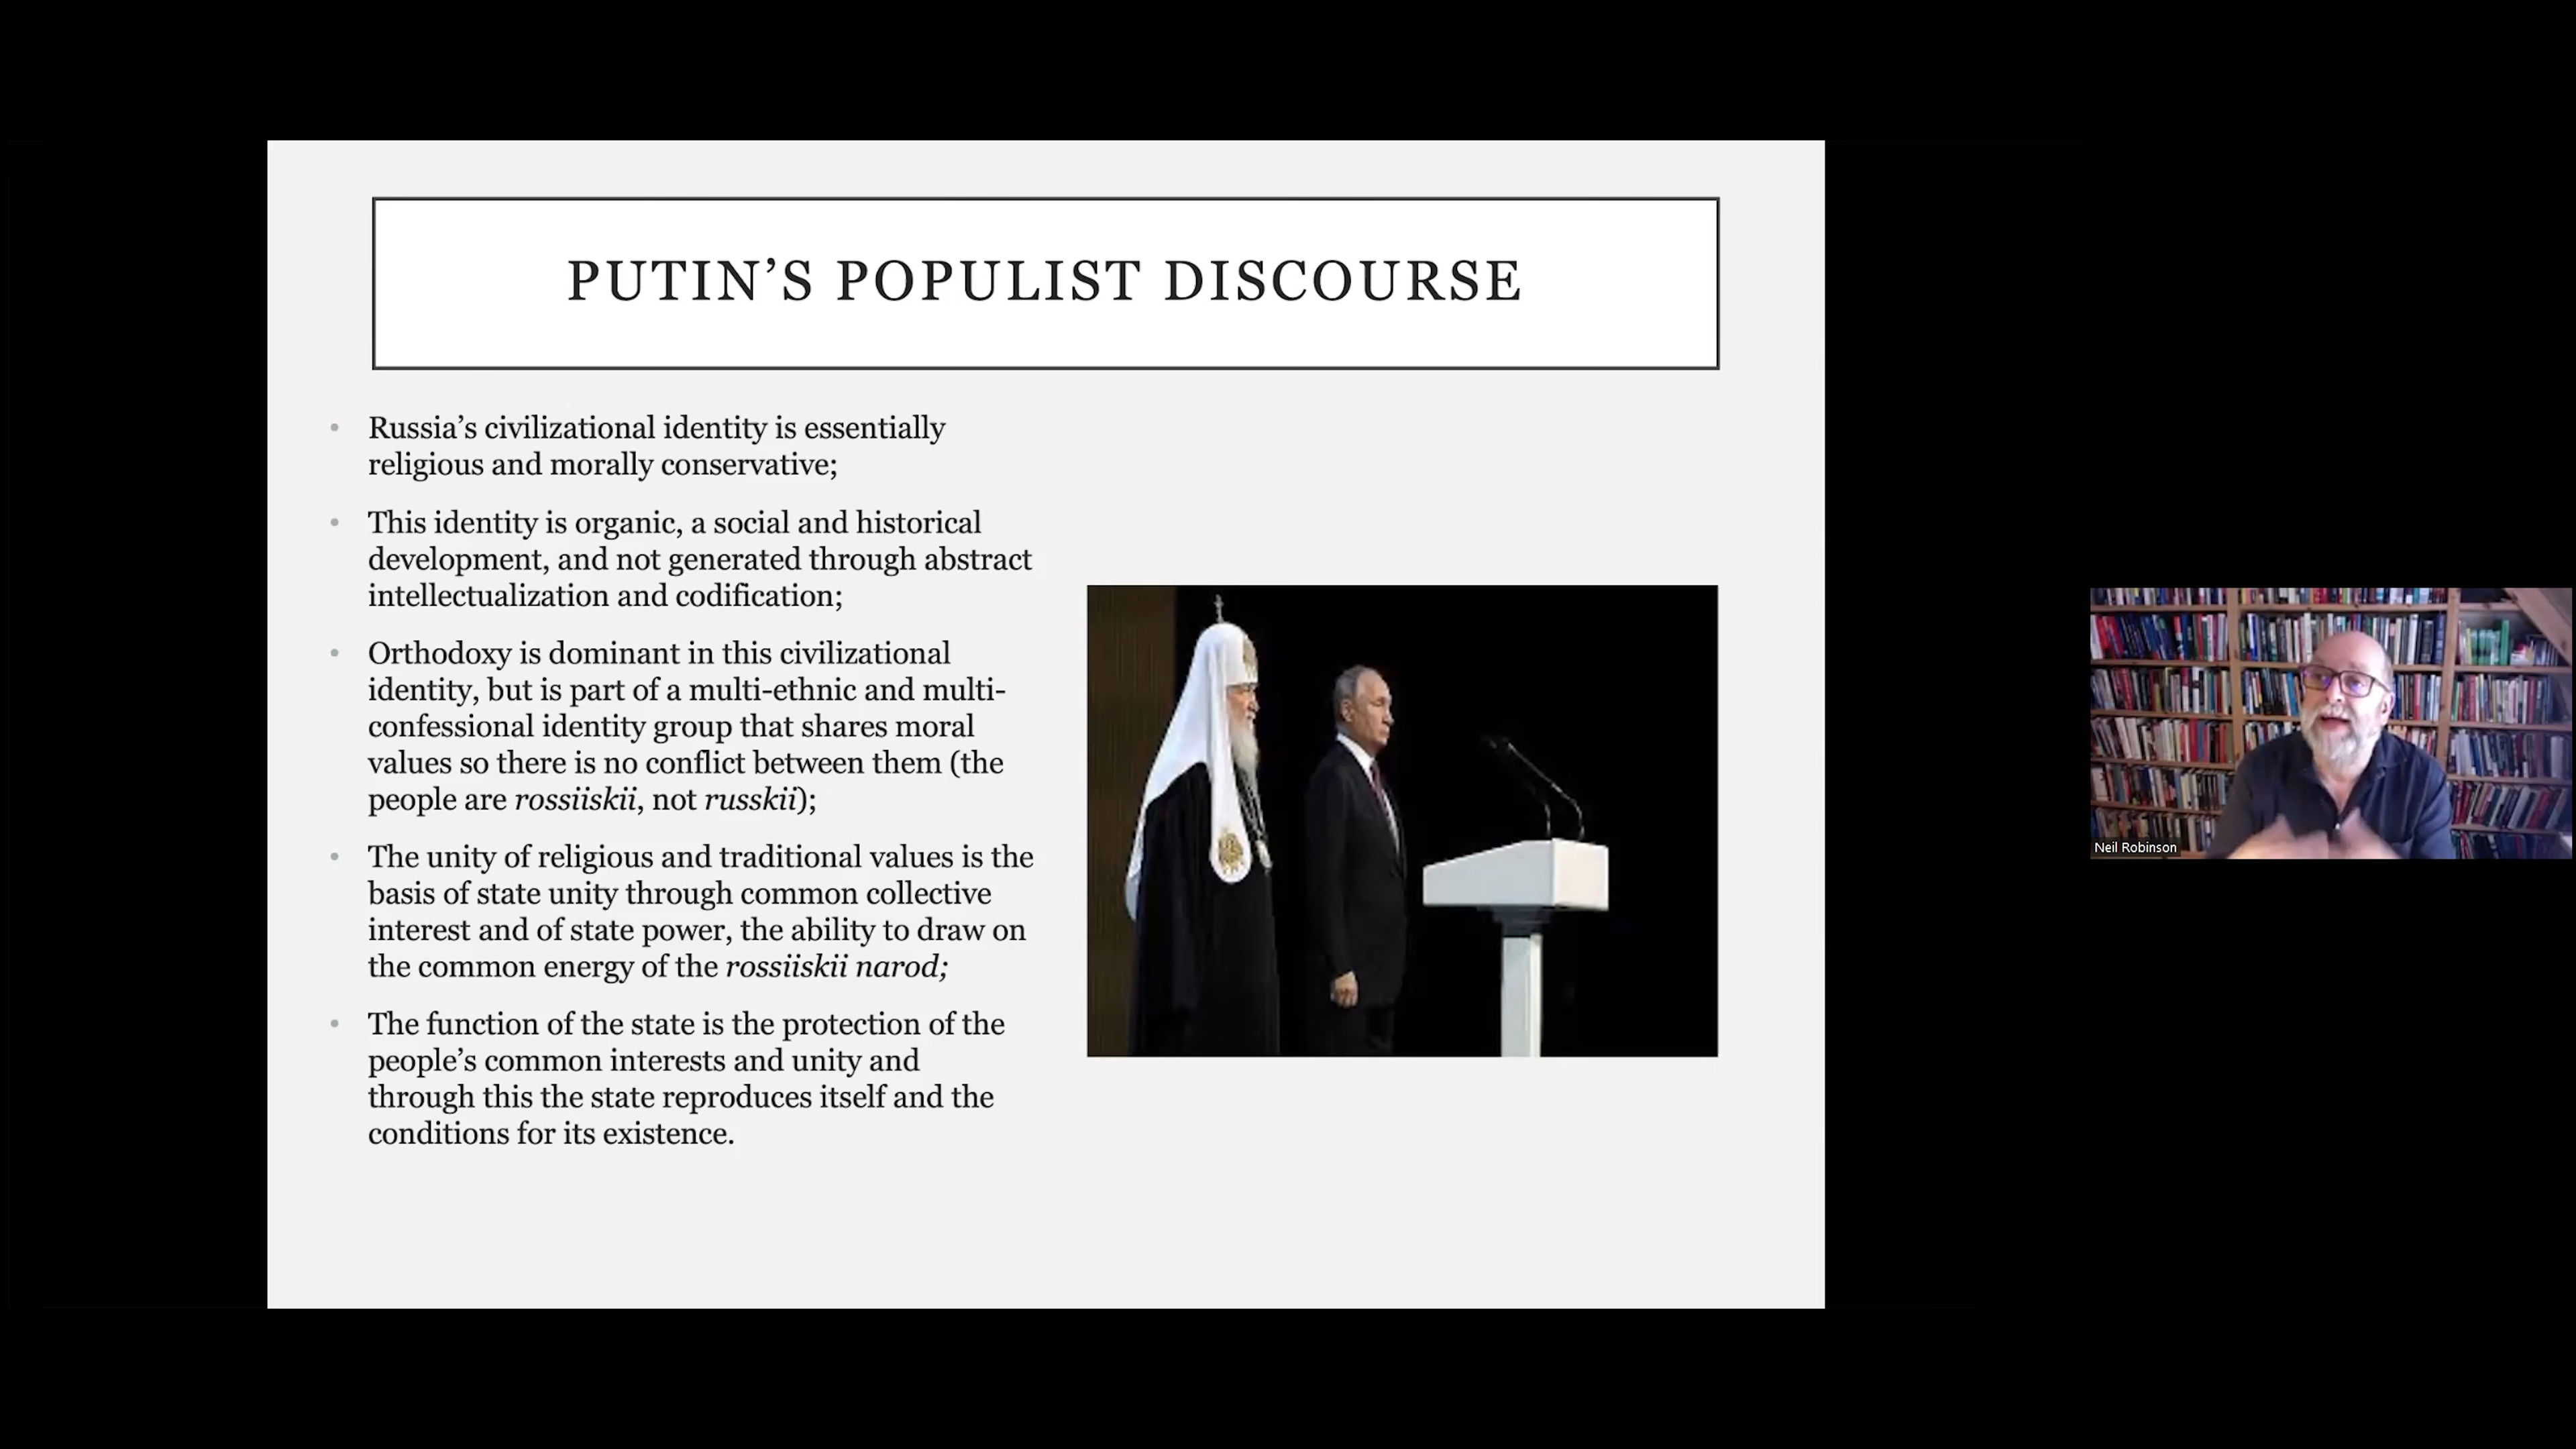 PUTIN’S POPULIST DISCOURSE
• Russia’s civilizational identity is essentially
religious and morally conservative;
• This identity is organic, a social and historical
development, and not generated through abstract
intellectualization and codification;
• Orthodoxy is dominant in this civilizational
identity, but is part of a multi-ethnic and multi-
confessional identity group that shares moral
values so there is no conflict between them (the
people are rossiiskii, not russkii);
• The unity of religious and traditional values is the
basis of state unity through common collective
interest and of state power, the ability to draw on
the common energy of the rossiiskii narod;
• The function of the state is the protection of the
people’s common interests and unity and
through this the state reproduces itself and the
conditions for its existence.
Neil Robinson